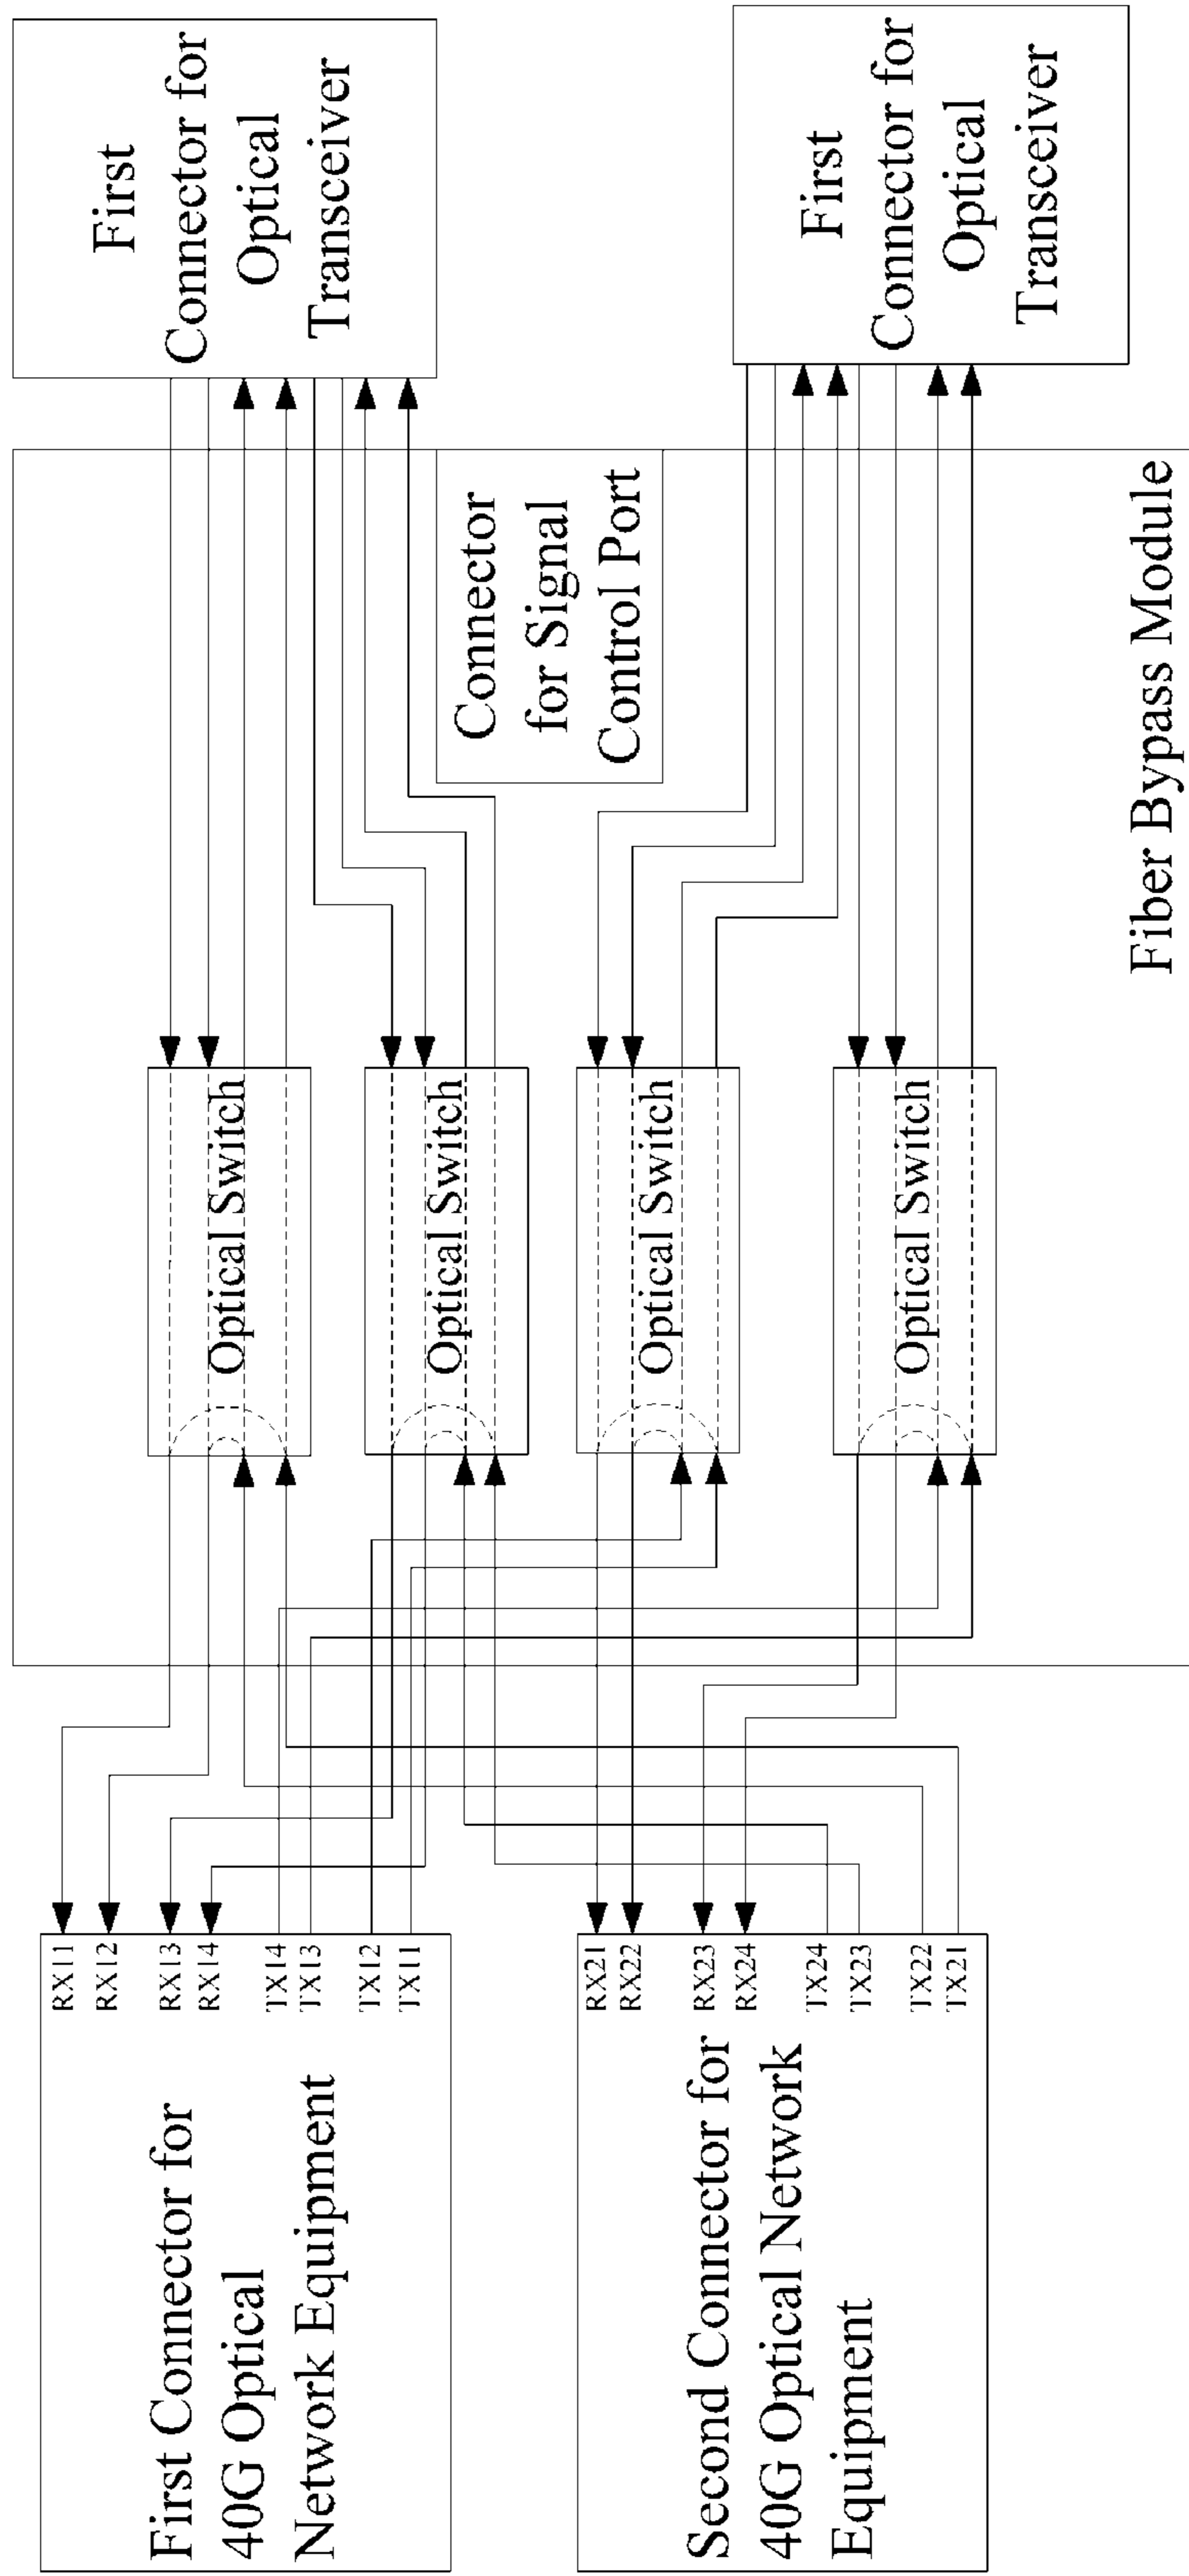 First
Connector for
Optical
Transceiver
First
Connector for
Optical
Transceiver
Connector
for Signal
Control Port
Fiber Bypass Module
Optical Switch
Optical Switch
Optical Switch
Optical Switch
RX11
RX12
RX13
RX14
TX14
TX13
TX12
TX11
First Connector for
40G Optical
Network Equipment
RX21
RX22
RX23
RX24
TX24
TX23
TX22
TX21
Second Connector for
40G Optical Network
Equipment